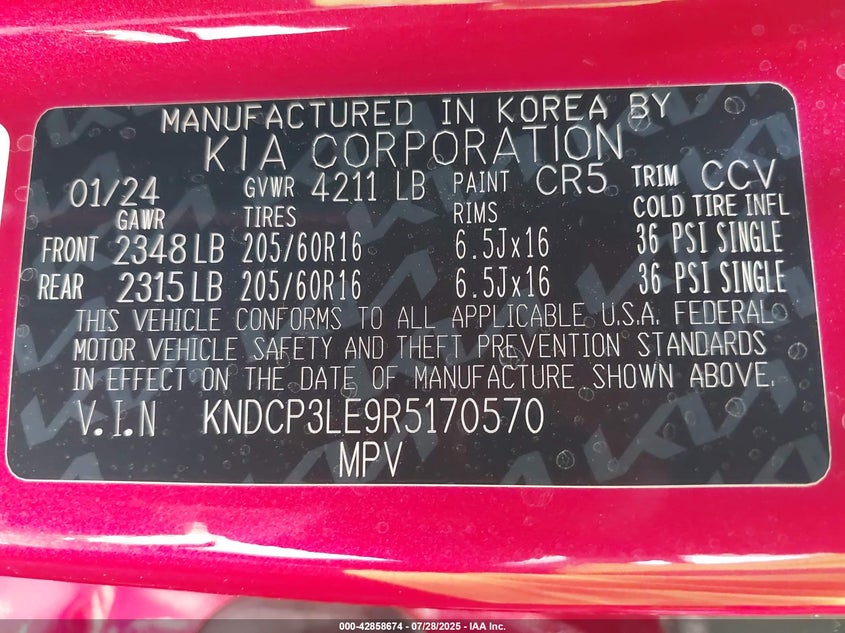 MANUFACTURED IN KOREA BY
KIA CORPORATION
01/24 GVWR 4211 LB PAINT CR5 TRIM CCV
GAWR TIRES RIMS COLD TIRE INFL
FRONT 2348 LB 205/60R16 6.5Jx16 36 PSI SINGLE
REAR 2315 LB 205/60R16 6.5Jx16 36 PSI SINGLE
THIS VEHICLE CONFORMS TO ALL APPLICABLE U.S.A. FEDERAL
MOTOR VEHICLE SAFETY AND THEFT PREVENTION STANDARDS
IN EFFECT ON THE DATE OF MANUFACTURE SHOWN ABOVE.
V.I.N KNDCP3LE9R5170570
MPV
000-42858674 - 07/28/2025 - IAA Inc.